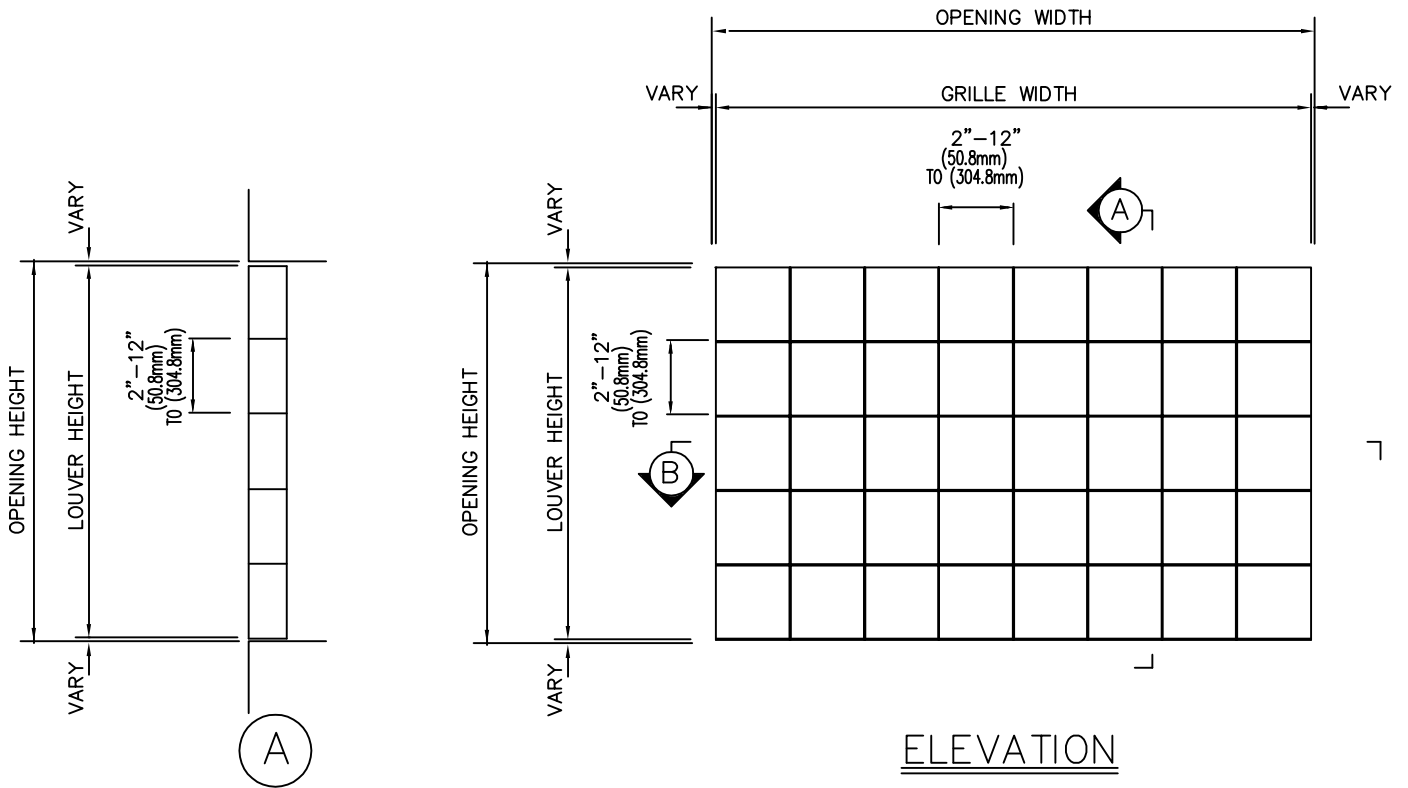 OPENING WIDTH
VARY
GRILLE WIDTH
VARY
2"-12"
(50.8mm)
TO (304.8mm)
A
VARY
OPENING HEIGHT
LOUVER HEIGHT
2"-12"
(50.8mm)
TO (304.8mm)
VARY
A
VARY
OPENING HEIGHT
LOUVER HEIGHT
2"-12"
(50.8mm)
TO (304.8mm)
B
VARY
ELEVATION